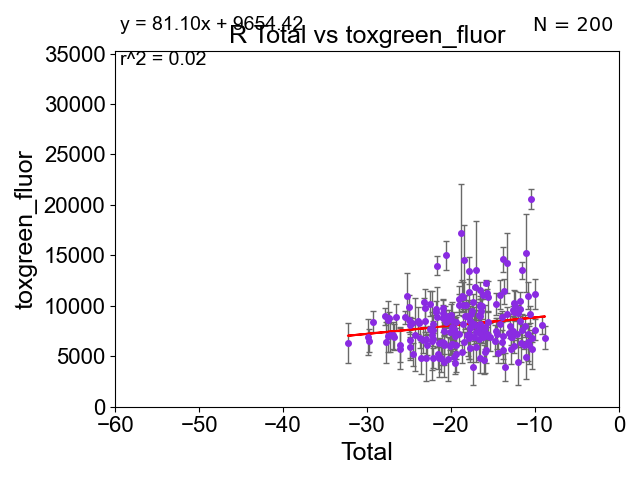 y = 81.10x + 9654.42
N = 200
R Total vs toxgreen_fluor
r^2 = 0.02
35000
30000
25000
20000
15000
10000
5000
0
toxgreen_fluor
−60
−50
−40
−30
−20
−10
0
Total